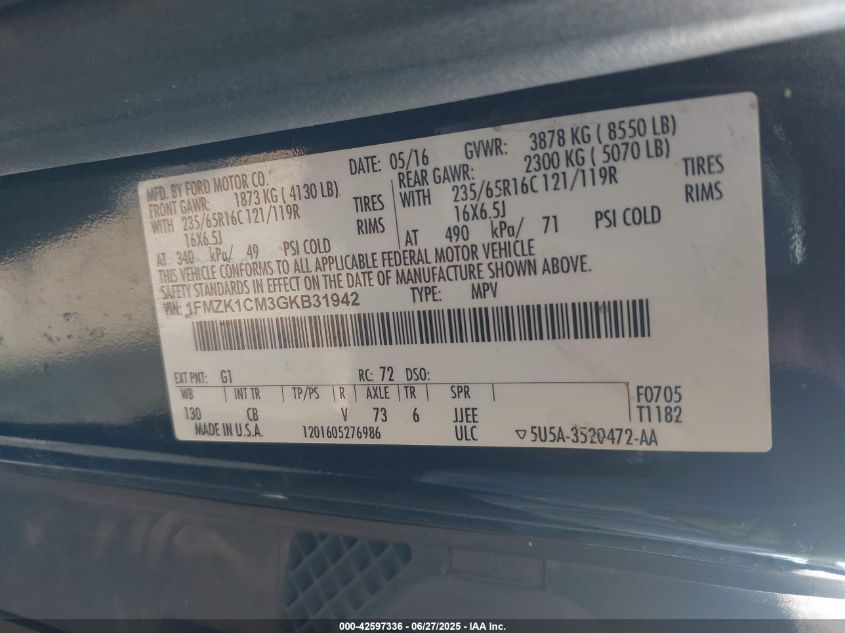 MFD. BY FORD MOTOR CO. DATE: 05/16 GVWR: 3878 KG ( 8550 LB)
FRONT GAWR: 1873 KG ( 4130 LB) REAR GAWR: 2300 KG ( 5070 LB)
WITH 235/65R16C 121/119R TIRES WITH 235/65R16C 121/119R TIRES
16X6.5J RIMS 16X6.5J RIMS
AT 340 kPa/ 49 PSI COLD AT 490 kPa/ 71 PSI COLD
THIS VEHICLE CONFORMS TO ALL APPLICABLE FEDERAL MOTOR VEHICLE
SAFETY STANDARDS IN EFFECT ON THE DATE OF MANUFACTURE SHOWN ABOVE.
VIN: 1FMZK1CM3GKB31942 TYPE: MPV
EXT PNT: G1 RC: 72 DSO:
WB INT TR TP/PS R AXLE TR SPR F0705
130 CB V 73 6 JJEE T1182
MADE IN U.S.A. 1201605276986 ULC ▽5U5A-3520472-AA
000-42597336 | 06/27/2025 - IAA Inc.